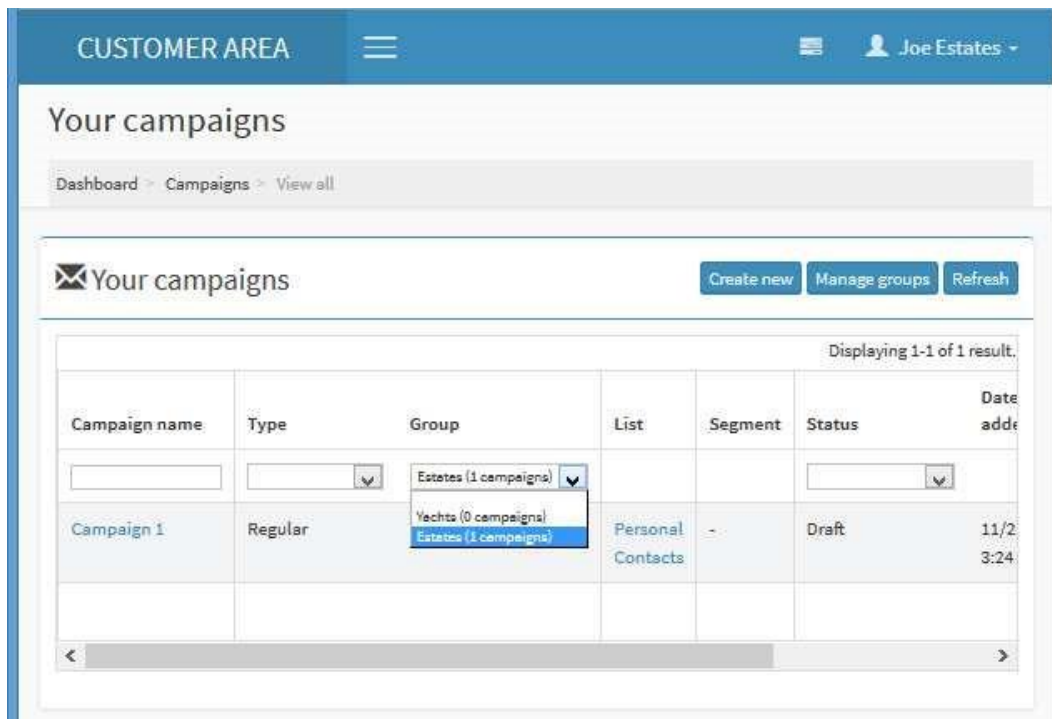 CUSTOMER AREA Joe Estates
Your campaigns
Dashboard > Campaigns > View all
Your campaigns Create new Manage groups Refresh
Displaying 1-1 of 1 result.
Campaign name Type Group List Segment Status Date adde
Estates (1 campaigns)
Yachts (0 campaigns)
Estates (1 campaigns)
Campaign 1 Regular Personal Contacts - Draft 11/2 3:24